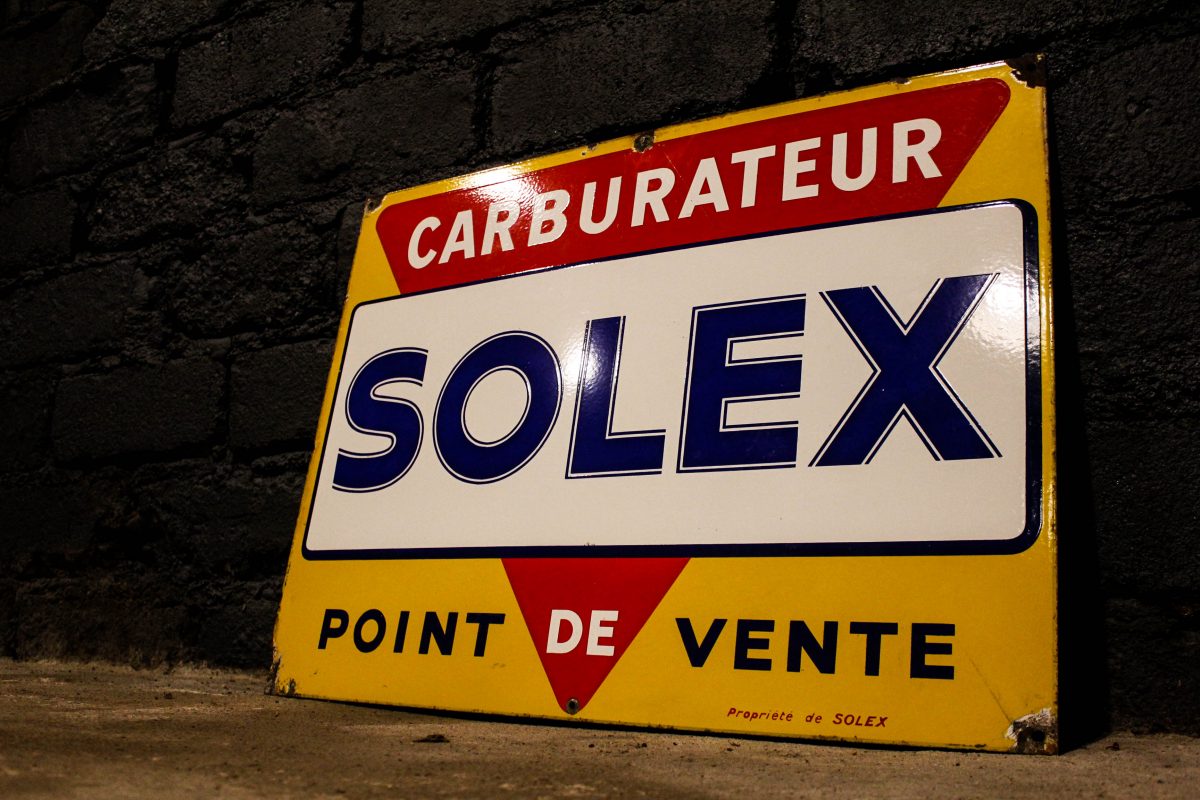 CARBURATEUR
SOLEX
POINT DE VENTE
Propriété de SOLEX